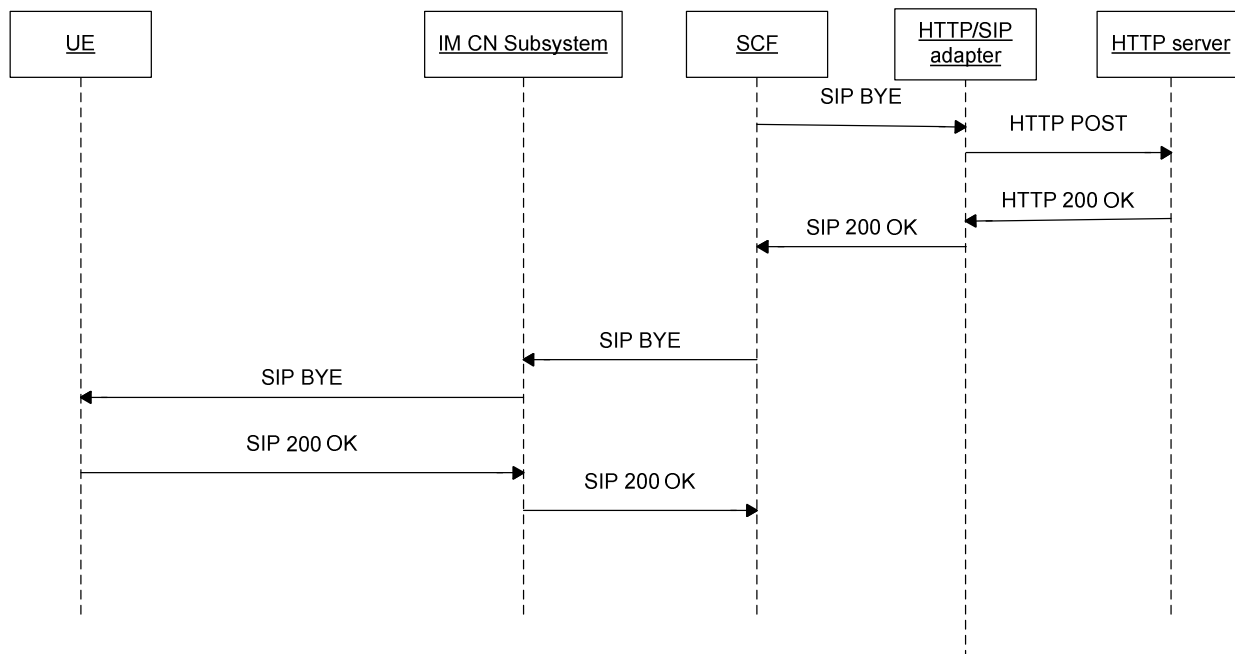 UE
IM CN Subsystem
SCF
HTTP/SIP
adapter
HTTP server
SIP BYE
HTTP POST
HTTP 200 OK
SIP 200 OK
SIP BYE
SIP BYE
SIP 200 OK
SIP 200 OK